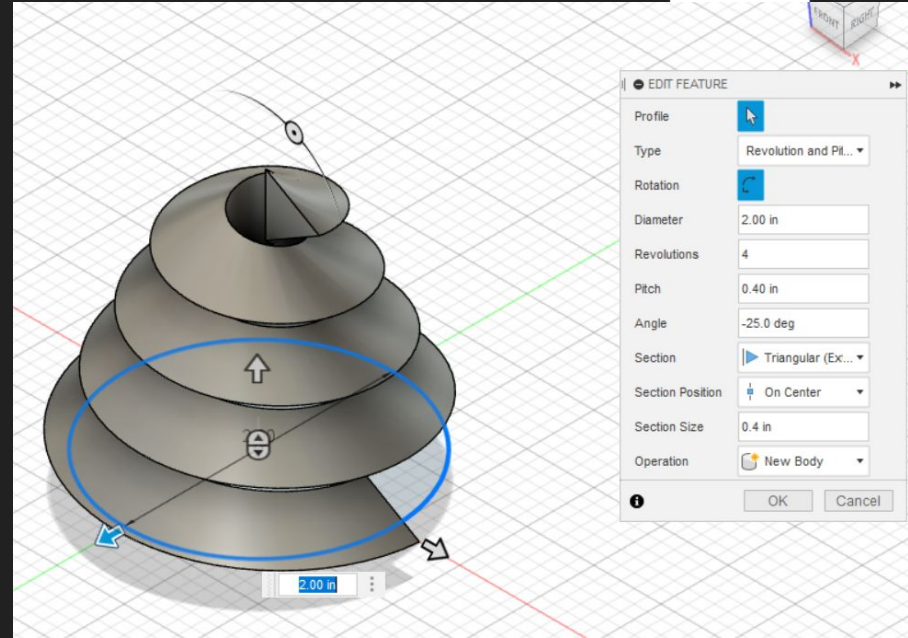 FRONT
RIGHT
X
EDIT FEATURE
Profile
Type Revolution and Pit...
Rotation
Diameter 2.00 in
Revolutions 4
Pitch 0.40 in
Angle -25.0 deg
Section Triangular (Ex...
Section Position On Center
Section Size 0.4 in
Operation New Body
OK Cancel
2.00 in